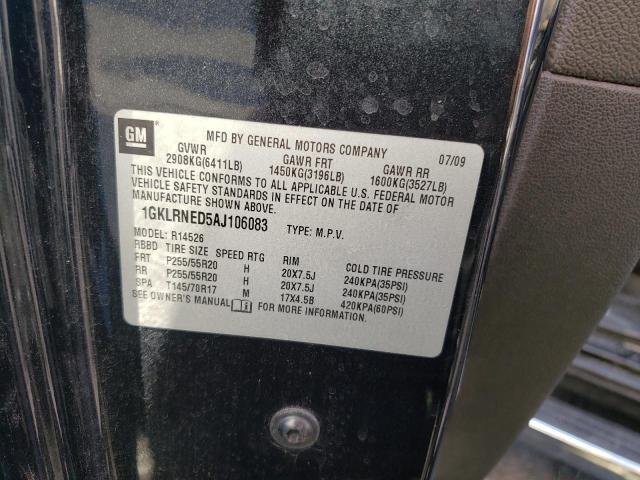 GM
MFD BY GENERAL MOTORS COMPANY 07/09
GVWR GAWR FRT GAWR RR
2908KG(6411LB) 1450KG(3196LB) 1600KG(3527LB)
THIS VEHICLE CONFORMS TO ALL APPLICABLE U.S. FEDERAL MOTOR
VEHICLE SAFETY STANDARDS IN EFFECT ON THE DATE OF
MANUFACTURE SHOWN ABOVE.
1GKLRNED5AJ106083 TYPE: M.P.V.
MODEL: R14526
RBBD TIRE SIZE SPEED RTG RIM COLD TIRE PRESSURE
FRT P255/55R20 H 20X7.5J 240KPA(35PSI)
RR P255/55R20 H 20X7.5J 240KPA(35PSI)
SPA T145/70R17 M 17X4.5B 420KPA(60PSI)
SEE OWNER'S MANUAL FOR MORE INFORMATION.